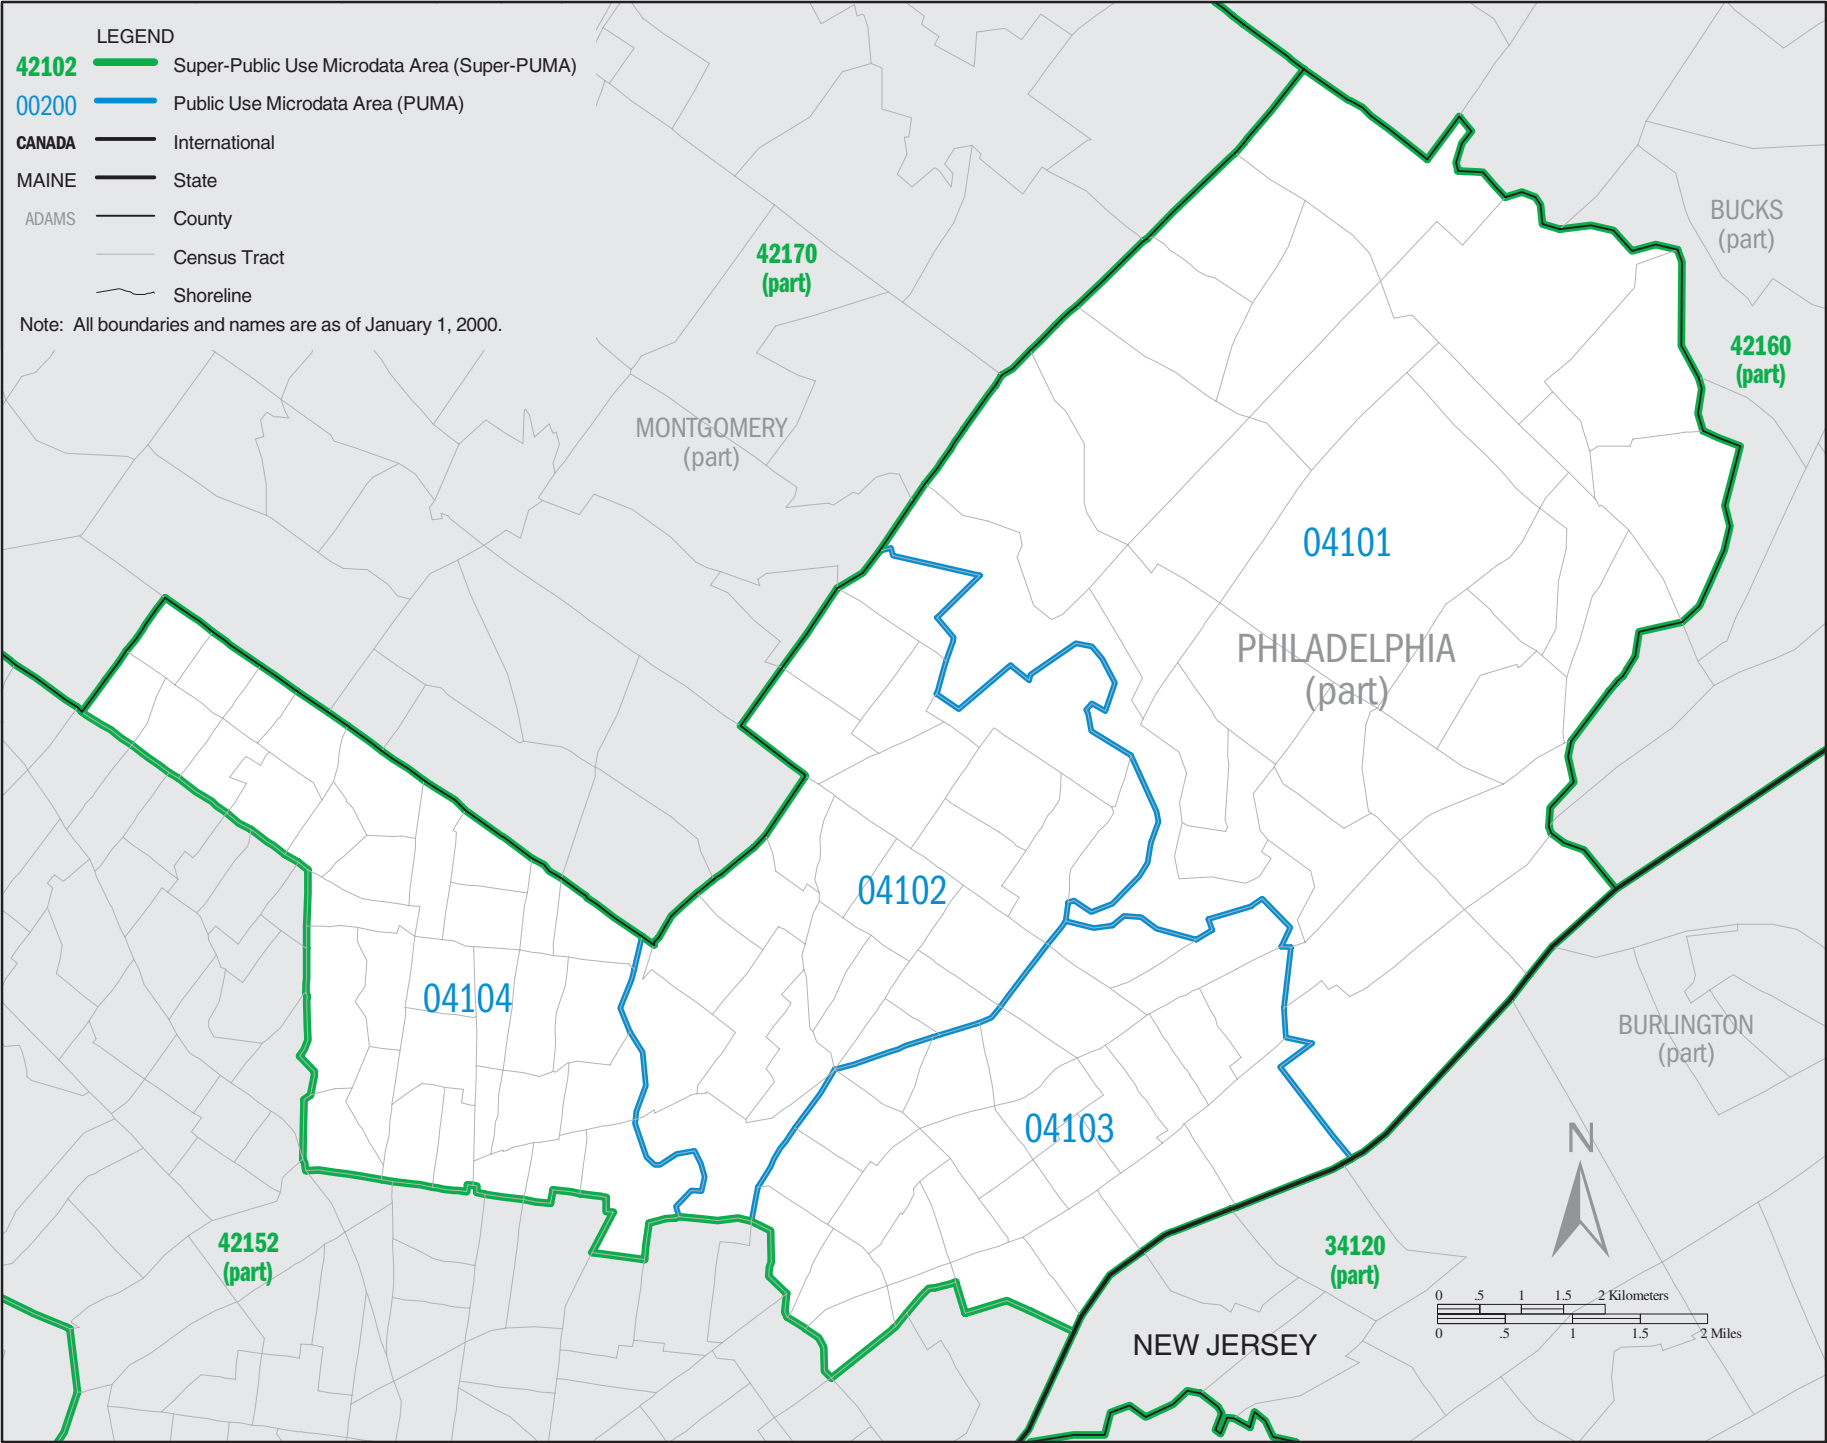 LEGEND
42102 Super-Public Use Microdata Area (Super-PUMA)
00200 Public Use Microdata Area (PUMA)
CANADA International
MAINE State
ADAMS County
Census Tract
Shoreline
Note: All boundaries and names are as of January 1, 2000.
BUCKS
(part)
42170
(part)
42160
(part)
MONTGOMERY
(part)
04101
PHILADELPHIA
(part)
04102
04104
BURLINGTON
(part)
04103
N
42152
(part)
34120
(part)
0 .5 1 1.5 2 Kilometers
0 .5 1 1.5 2 Miles
NEW JERSEY